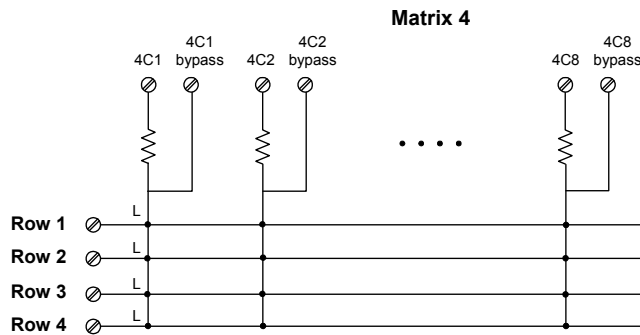 Matrix 4
4C1
4C1
bypass
4C2
4C2
bypass
4C8
4C8
bypass
L
Row 1
Row 2
L
Row 3
L
Row 4